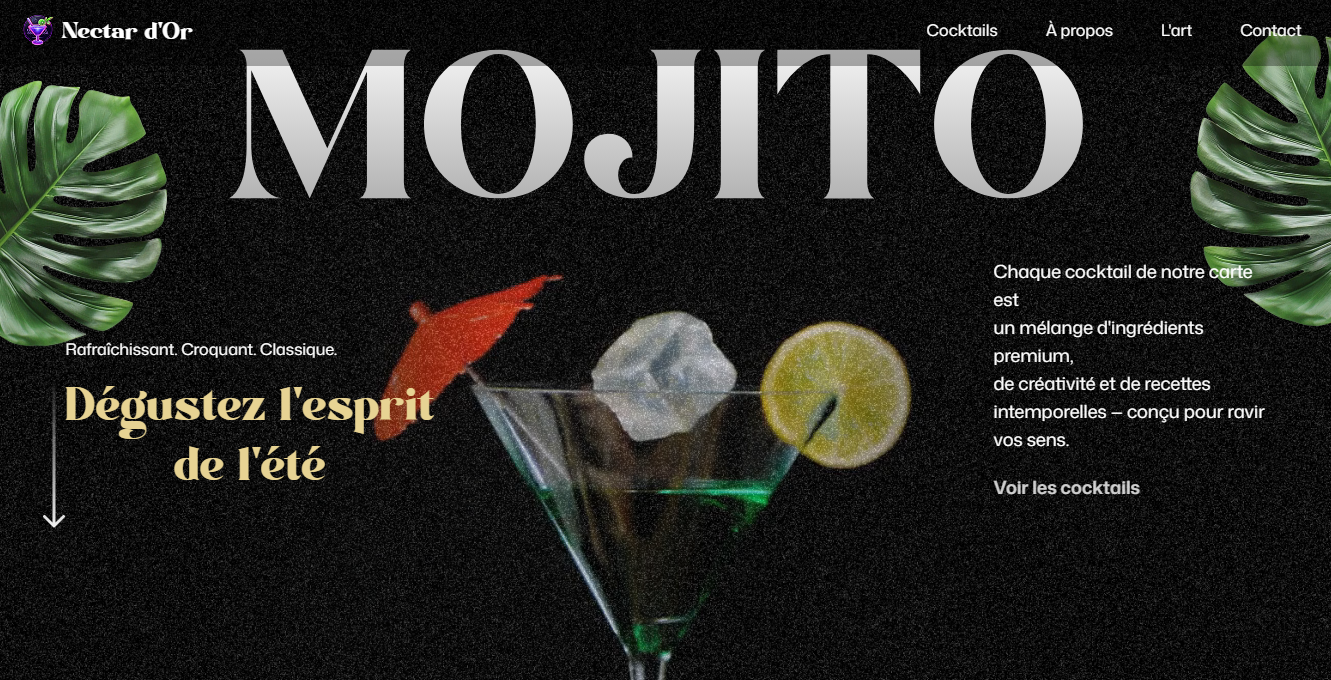 Nectar d'Or
Cocktails
À propos
L'art
Contact
MOJITO
Rafraîchissant. Croquant. Classique.
Dégustez l'esprit
de l'été
Chaque cocktail de notre carte
est
un mélange d'ingrédients
premium,
de créativité et de recettes
intemporelles – conçu pour ravir
vos sens.
Voir les cocktails